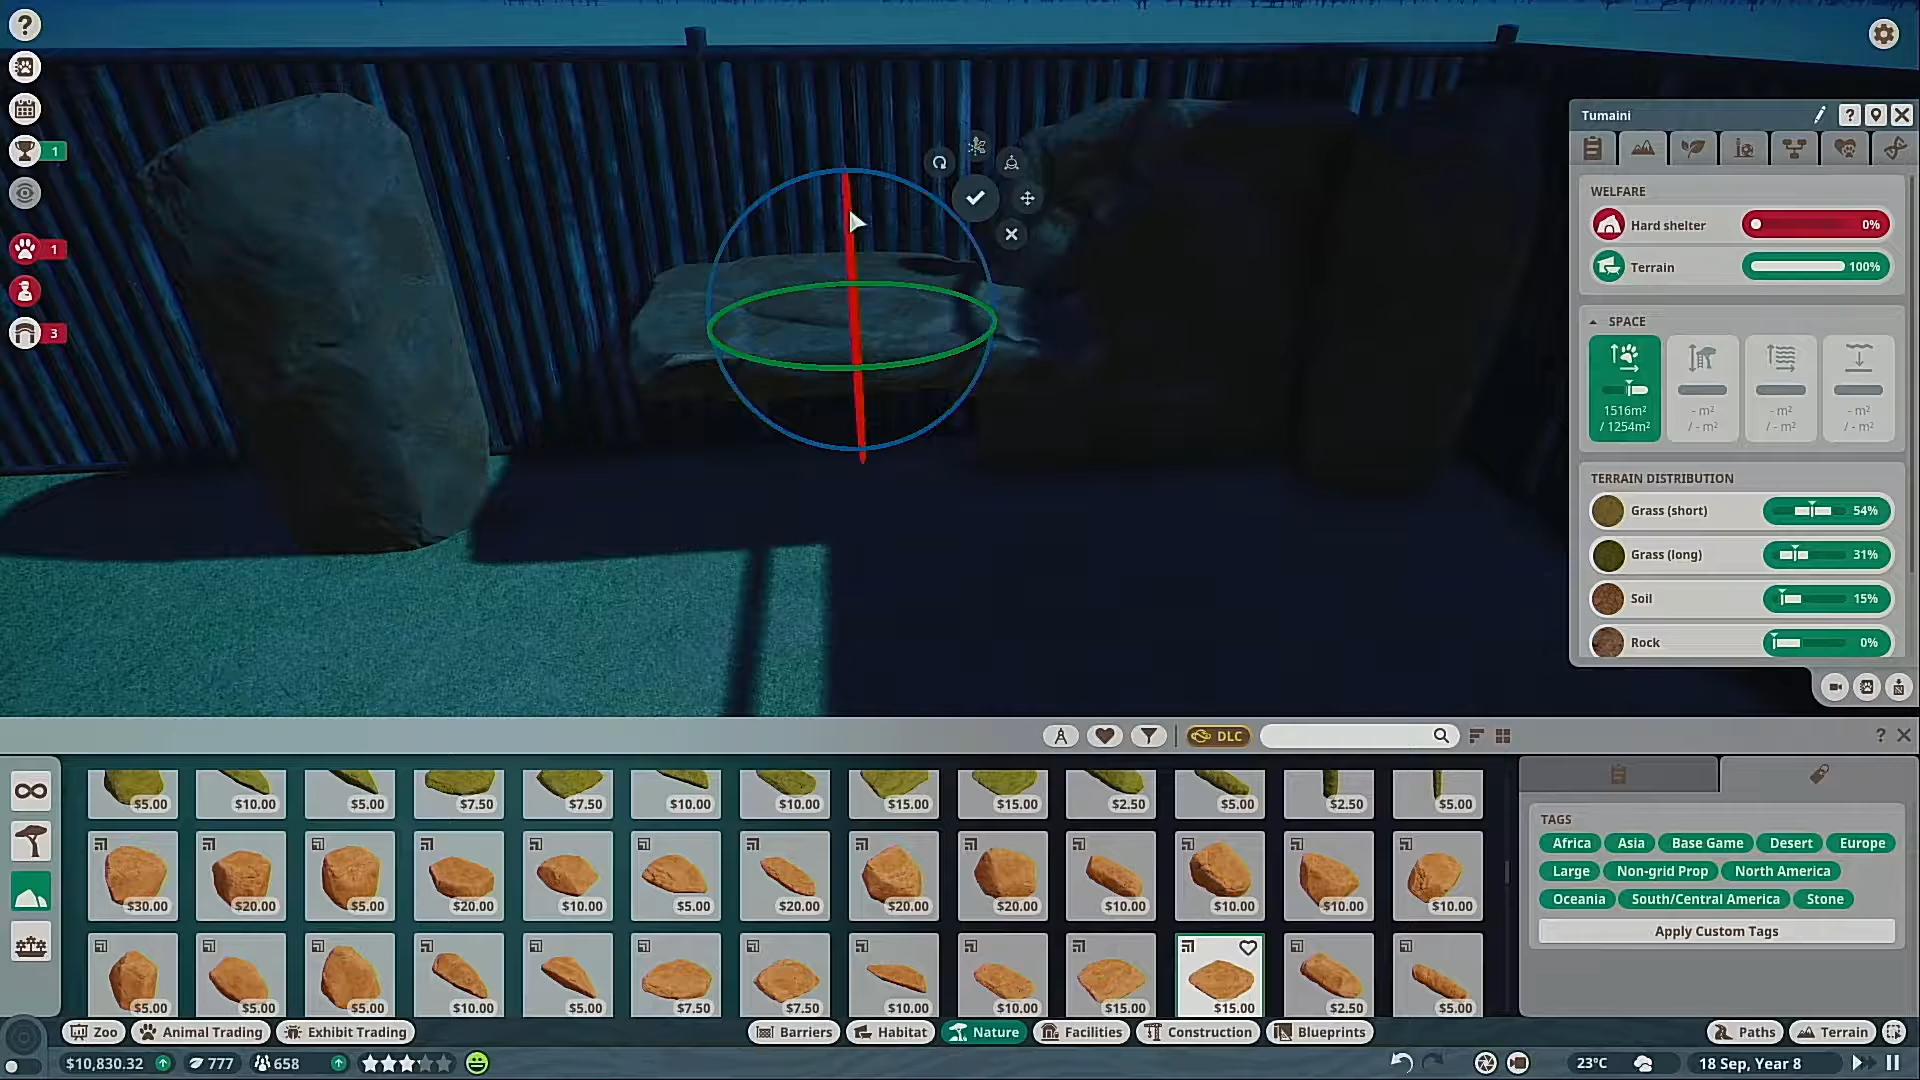 1
1
3
Tumaini
WELFARE
Hard shelter 0%
Terrain 100%
SPACE
1516m² / 1254m²
- m² / - m²
- m² / - m²
- m² / - m²
TERRAIN DISTRIBUTION
Grass (short) 54%
Grass (long) 31%
Soil 15%
Rock 0%
DLC
$5.00 $10.00 $5.00 $7.50 $7.50 $10.00 $10.00 $15.00 $15.00 $2.50 $5.00 $2.50 $5.00
$30.00 $20.00 $5.00 $20.00 $10.00 $5.00 $20.00 $20.00 $20.00 $10.00 $10.00 $10.00 $10.00
$5.00 $5.00 $5.00 $10.00 $5.00 $7.50 $7.50 $10.00 $10.00 $15.00 $15.00 $2.50 $5.00
TAGS
Africa Asia Base Game Desert Europe
Large Non-grid Prop North America
Oceania South/Central America Stone
Apply Custom Tags
Zoo Animal Trading Exhibit Trading Barriers Habitat Nature Facilities Construction Blueprints Paths Terrain
$10,830.32 777 658 23°C 18 Sep, Year 8